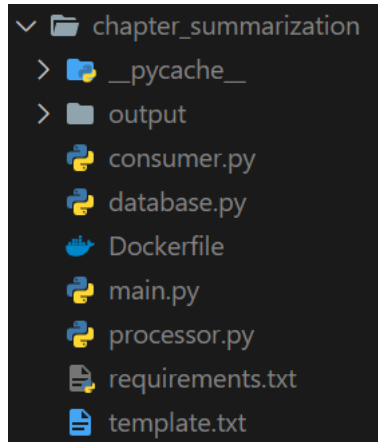 chapter_summarization
__pycache__
output
consumer.py
database.py
Dockerfile
main.py
processor.py
requirements.txt
template.txt